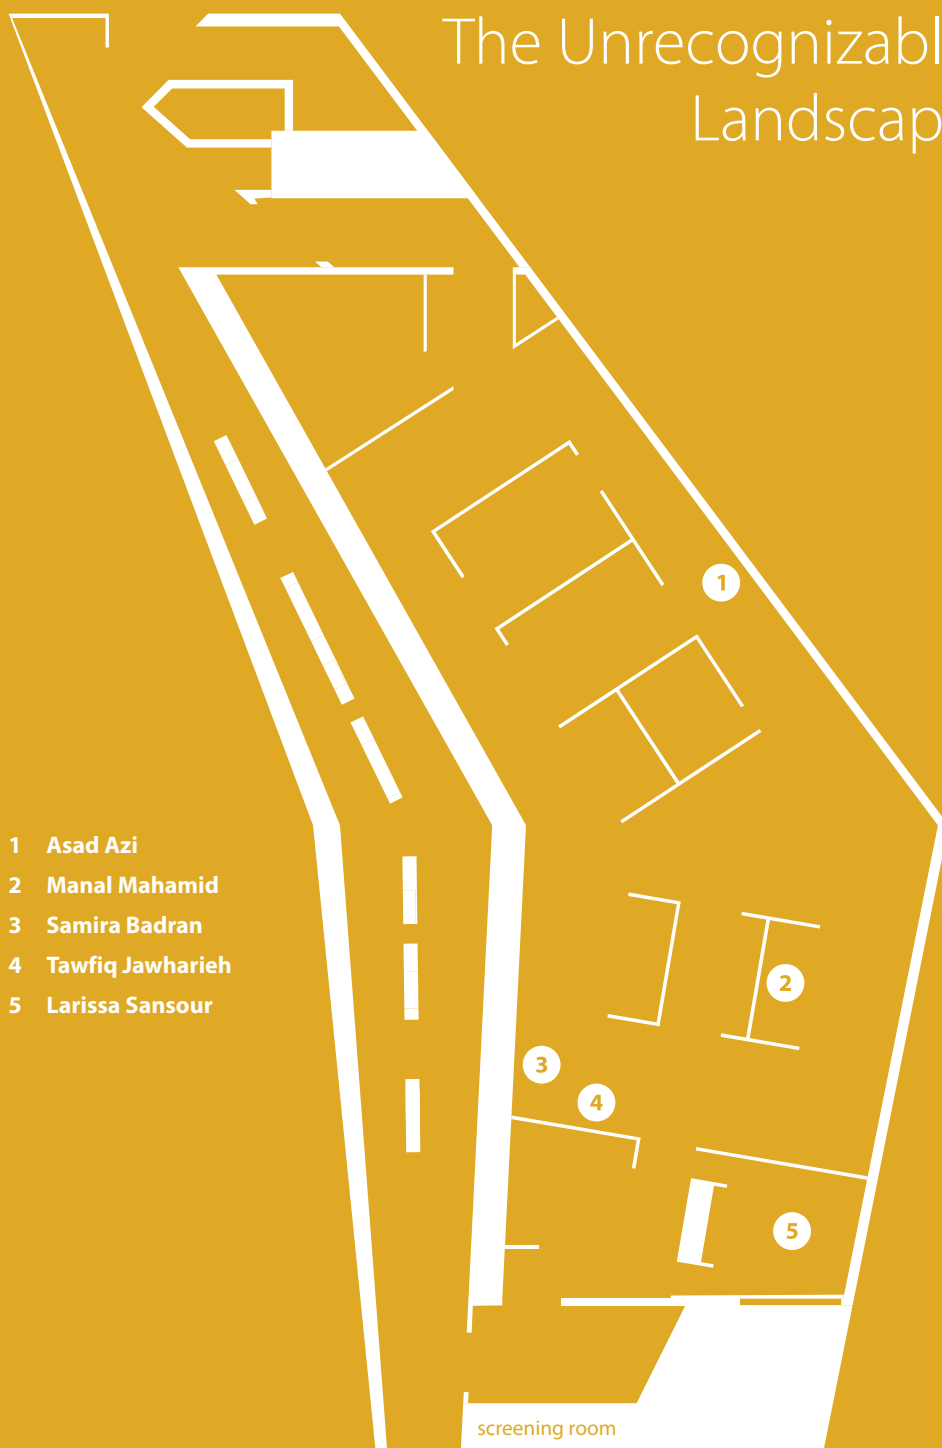 The Unrecognizabl
Landscap
1
1 Asad Azi
2 Manal Mahamid
3 Samira Badran
4 Tawfiq Jawharieh
5 Larissa Sansour
2
3
4
5
screening room